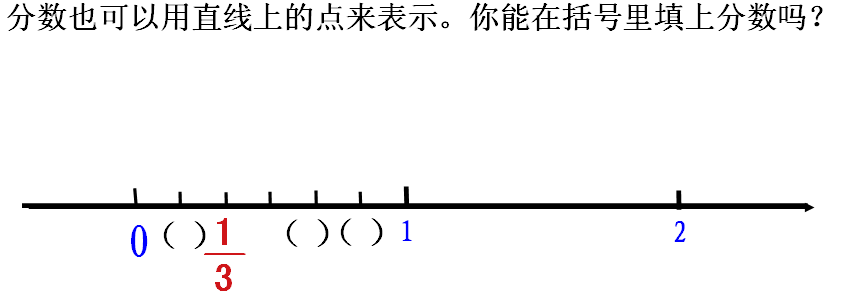 分数也可以用直线上的点来表示。你能在括号里填上分数吗？
0 ( ) 1/3 ( ) ( ) 1 2